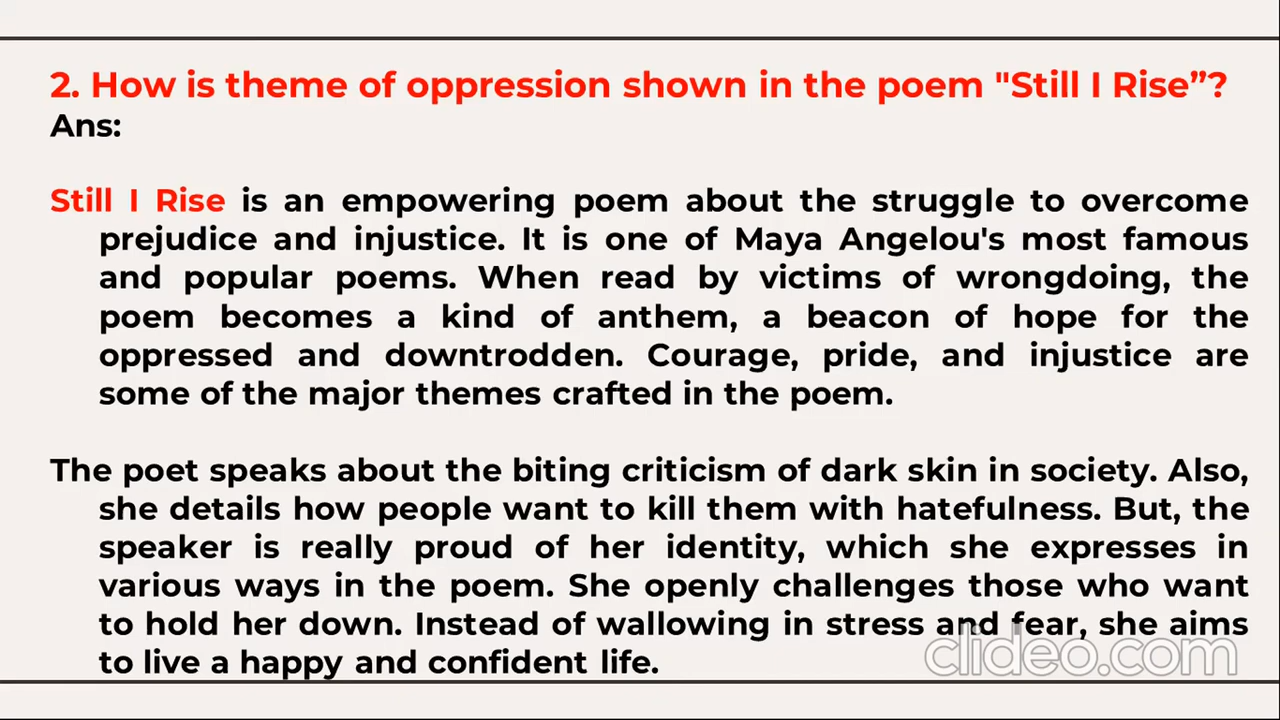 2. How is theme of oppression shown in the poem "Still I Rise”?
Ans:
Still I Rise is an empowering poem about the struggle to overcome
prejudice and injustice. It is one of Maya Angelou's most famous
and popular poems. When read by victims of wrongdoing, the
poem becomes a kind of anthem, a beacon of hope for the
oppressed and downtrodden. Courage, pride, and injustice are
some of the major themes crafted in the poem.
The poet speaks about the biting criticism of dark skin in society. Also,
she details how people want to kill them with hatefulness. But, the
speaker is really proud of her identity, which she expresses in
various ways in the poem. She openly challenges those who want
to hold her down. Instead of wallowing in stress and fear, she aims
to live a happy and confident life.
clideo.com